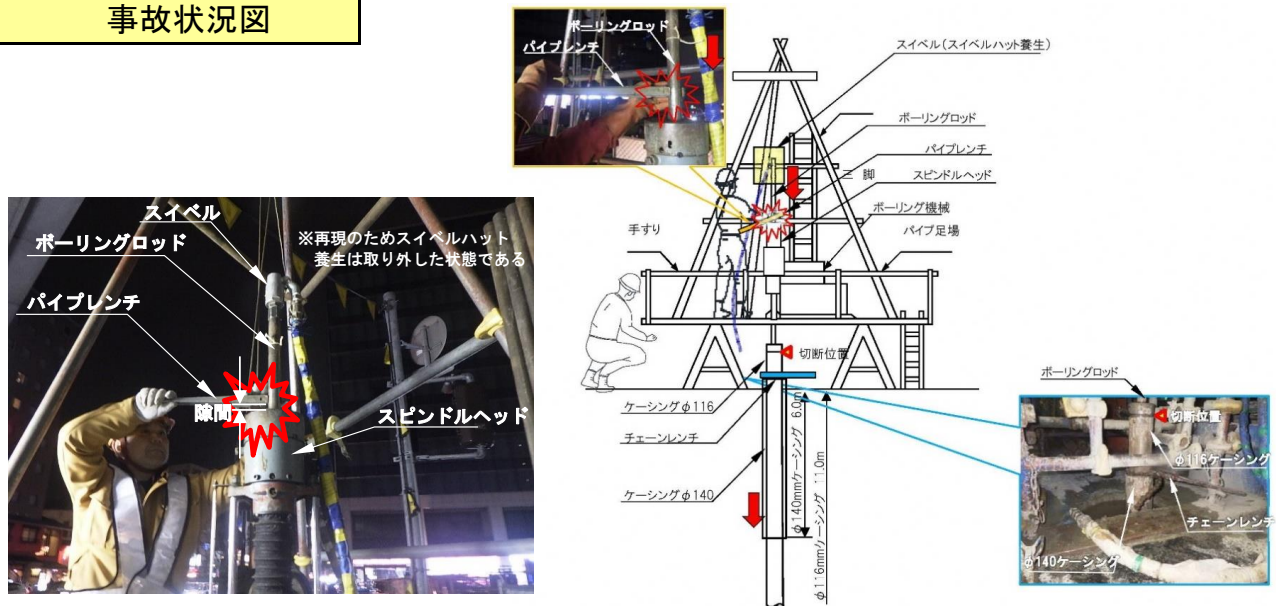 事故状況図
ボーリングロッド
パイプレンチ
スイベル
ボーリングロッド
パイプレンチ
※再現のためスイベルハット
養生は取り外した状態である
隙間
スピンドルヘッド
スイベル(スイベルハット養生)
ボーリングロッド
パイプレンチ
三 脚
スピンドルヘッド
ボーリング機械
手すり
パイプ足場
切断位置
ケーシングφ116
チェーンレンチ
ケーシングφ140
φ140mmケーシング 6.0m
φ116mmケーシング 11.0m
ボーリングロッド
切断位置
φ116ケーシング
チェーンレンチ
φ140ケーシング